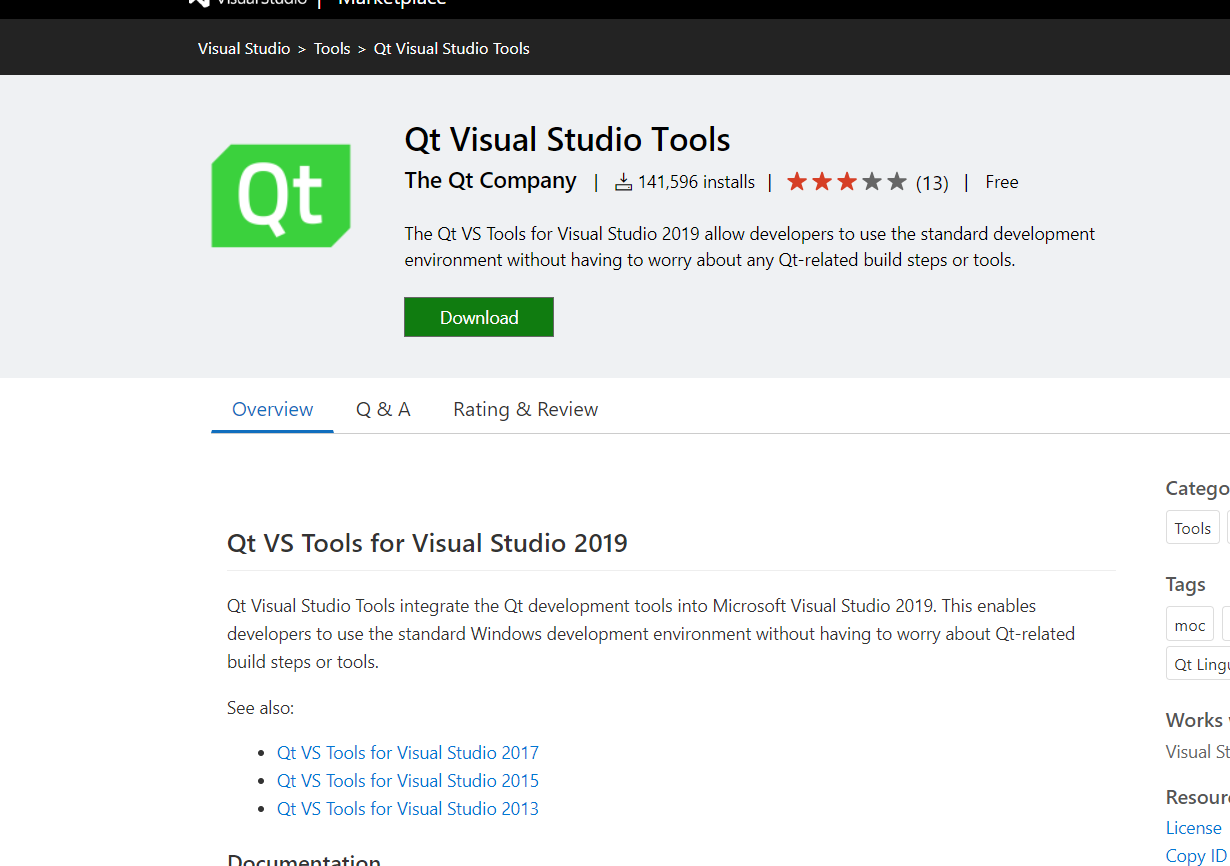 Visual Studio | Marketplace
Visual Studio > Tools > Qt Visual Studio Tools
Qt
Qt Visual Studio Tools
The Qt Company | 141,596 installs | (13) | Free
The Qt VS Tools for Visual Studio 2019 allow developers to use the standard development
environment without having to worry about any Qt-related build steps or tools.
Download
Overview Q & A Rating & Review
Qt VS Tools for Visual Studio 2019
Qt Visual Studio Tools integrate the Qt development tools into Microsoft Visual Studio 2019. This enables
developers to use the standard Windows development environment without having to worry about Qt-related
build steps or tools.
See also:
Qt VS Tools for Visual Studio 2017
Qt VS Tools for Visual Studio 2015
Qt VS Tools for Visual Studio 2013
Documentation
Catego
Tools
Tags
moc
Qt Lingu
Works
Visual St
Resour
License
Copy ID